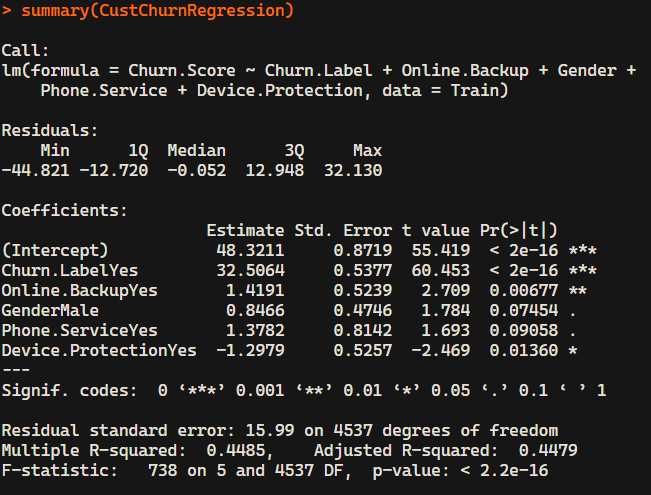 > summary(CustChurnRegression)

Call:
lm(formula = Churn.Score ~ Churn.Label + Online.Backup + Gender +
    Phone.Service + Device.Protection, data = Train)

Residuals:
    Min      1Q  Median      3Q     Max
-44.821 -12.720  -0.052  12.948  32.130

Coefficients:
                     Estimate Std. Error t value Pr(>|t|)
(Intercept)           48.3211     0.8719  55.419  < 2e-16 ***
Churn.LabelYes        32.5064     0.5377  60.453  < 2e-16 ***
Online.BackupYes       1.4191     0.5239   2.709  0.00677 **
GenderMale             0.8466     0.4746   1.784  0.07454 .
Phone.ServiceYes       1.3782     0.8142   1.693  0.09058 .
Device.ProtectionYes  -1.2979     0.5257  -2.469  0.01360 *
---
Signif. codes:  0 ‘***’ 0.001 ‘**’ 0.01 ‘*’ 0.05 ‘.’ 0.1 ‘ ’ 1

Residual standard error: 15.99 on 4537 degrees of freedom
Multiple R-squared:  0.4485,    Adjusted R-squared:  0.4479
F-statistic:   738 on 5 and 4537 DF,  p-value: < 2.2e-16